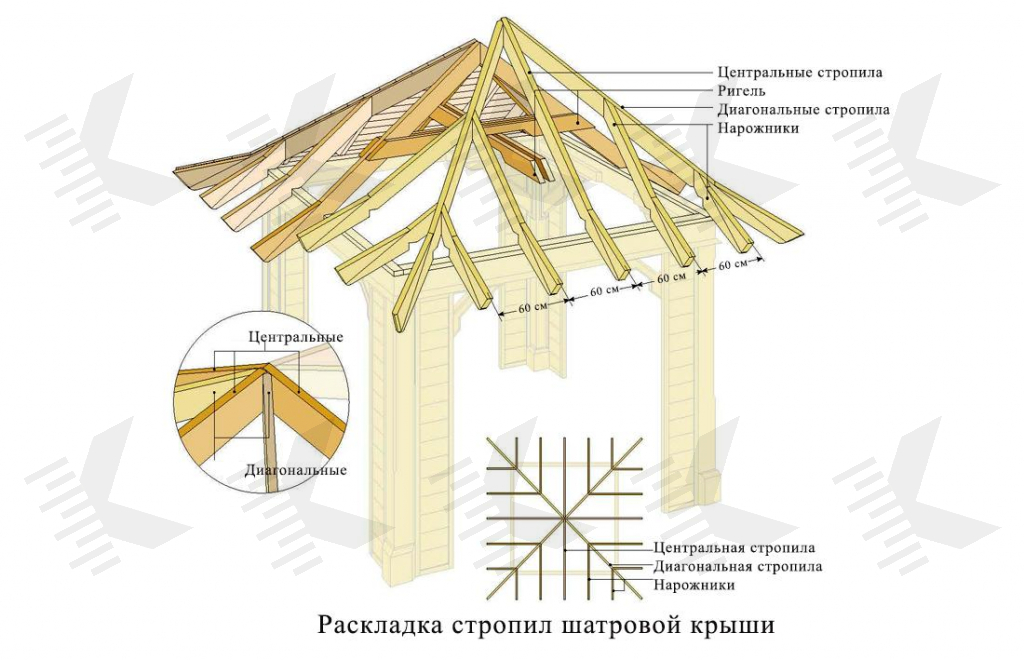 Центральные стропила
Ригель
Диагональные стропила
Нарожники
60 см
60 см
60 см
60 см
Центральные
Диагональные
Центральная стропила
Диагональная стропила
Нарожники
Раскладка стропил шатровой крыши